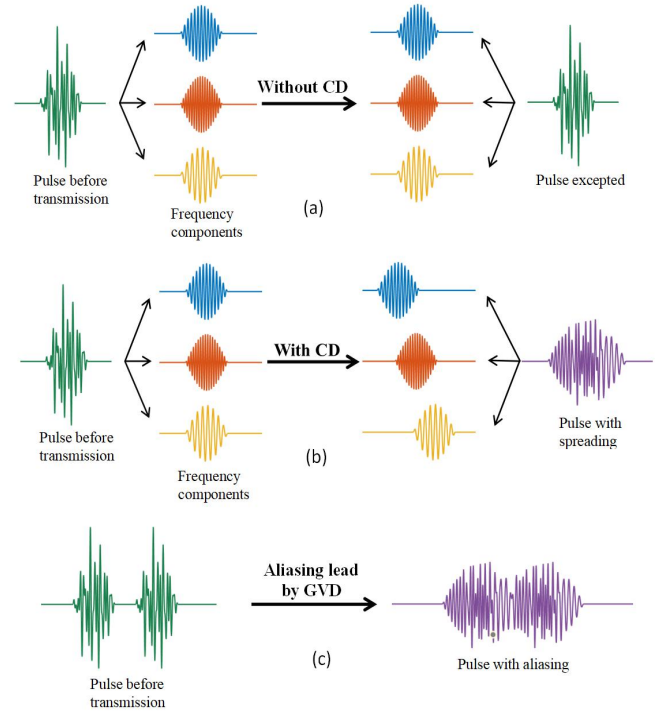 Without CD
Pulse before
transmission
Frequency
components
(a)
Pulse excepted
With CD
Pulse before
transmission
Frequency
components
(b)
Pulse with
spreading
Aliasing lead
by GVD
Pulse before
transmission
(c)
Pulse with aliasing